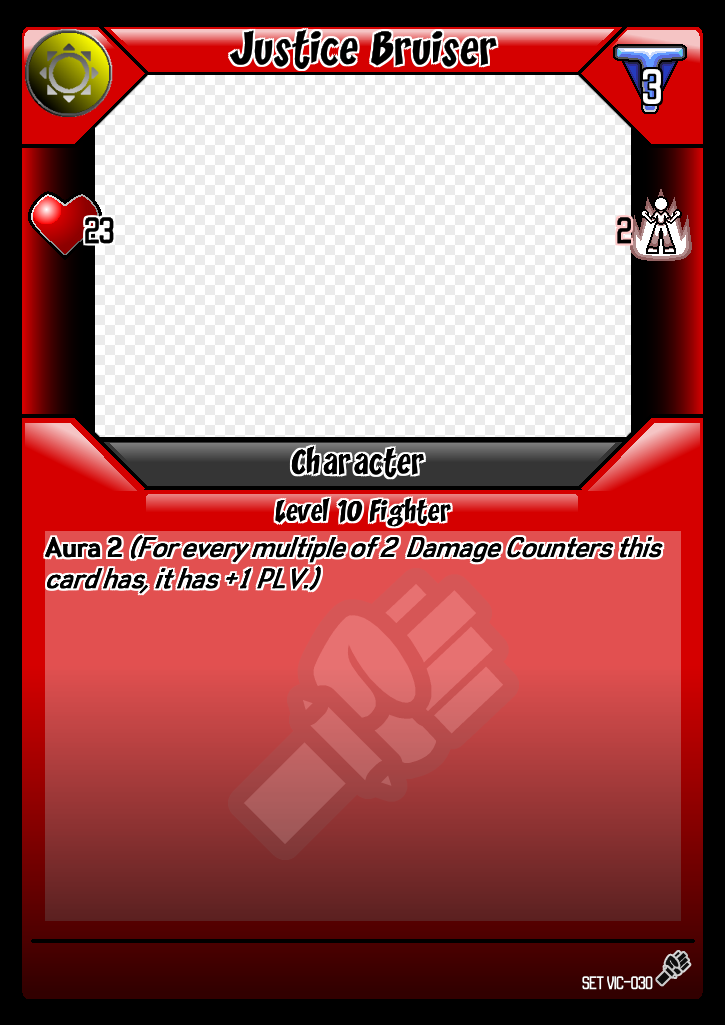 Justice Bruiser
3
23
2
Character
Level 10 Fighter
Aura 2 (For every multiple of 2 Damage Counters this
card has, it has +1 PLV.)
SET VIC-030